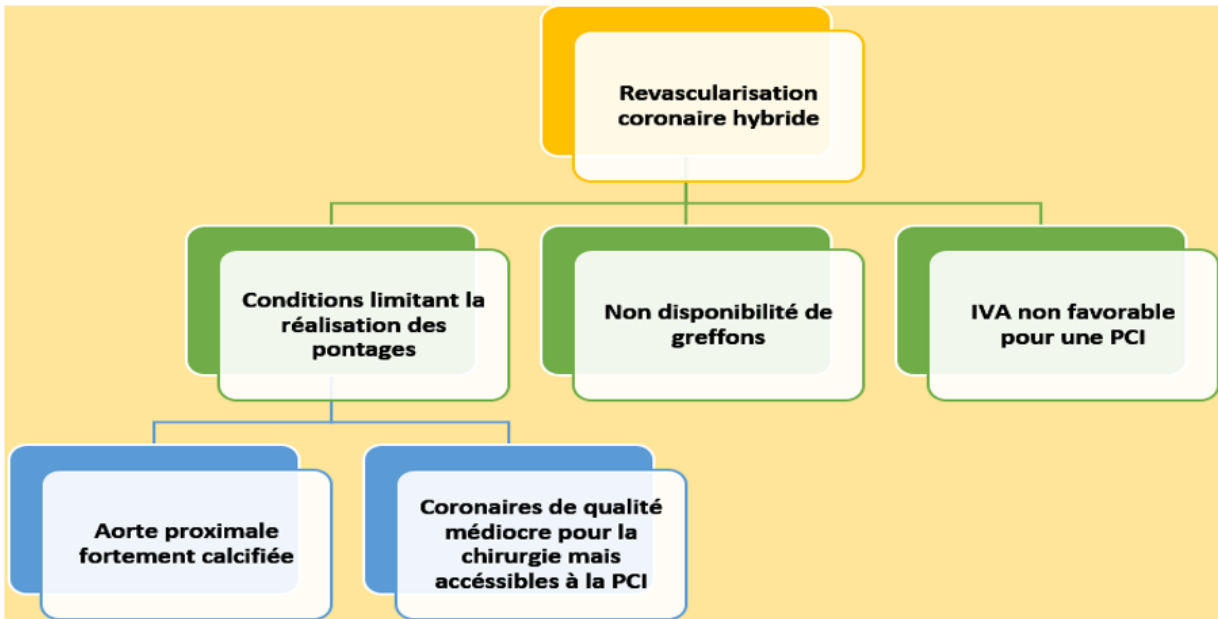 Revascularisation
coronaire hybride
Conditions limitant la
réalisation des
pontages
Non disponibilité de
greffons
IVA non favorable
pour une PCI
Aorte proximale
fortement calcifiée
Coronaires de qualité
médiocre pour la
chirurgie mais
accéssibles à la PCI